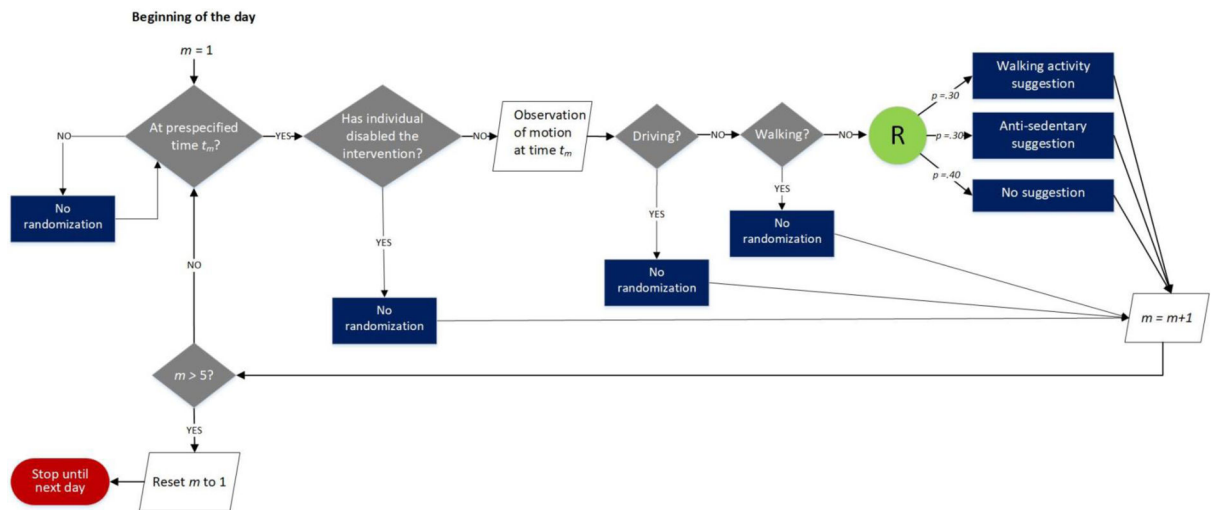 Beginning of the day
m = 1
At prespecified
time tm?
NO
No
randomization
YES
Has individual
disabled the
intervention?
YES
No
randomization
NO
Observation
of motion
at time tm
Driving?
YES
No
randomization
NO
Walking?
YES
No
randomization
NO
R
p =.30
Walking activity
suggestion
p =.30
Anti-sedentary
suggestion
p =.40
No suggestion
m = m+1
m > 5?
NO
YES
Reset m to 1
Stop until
next day